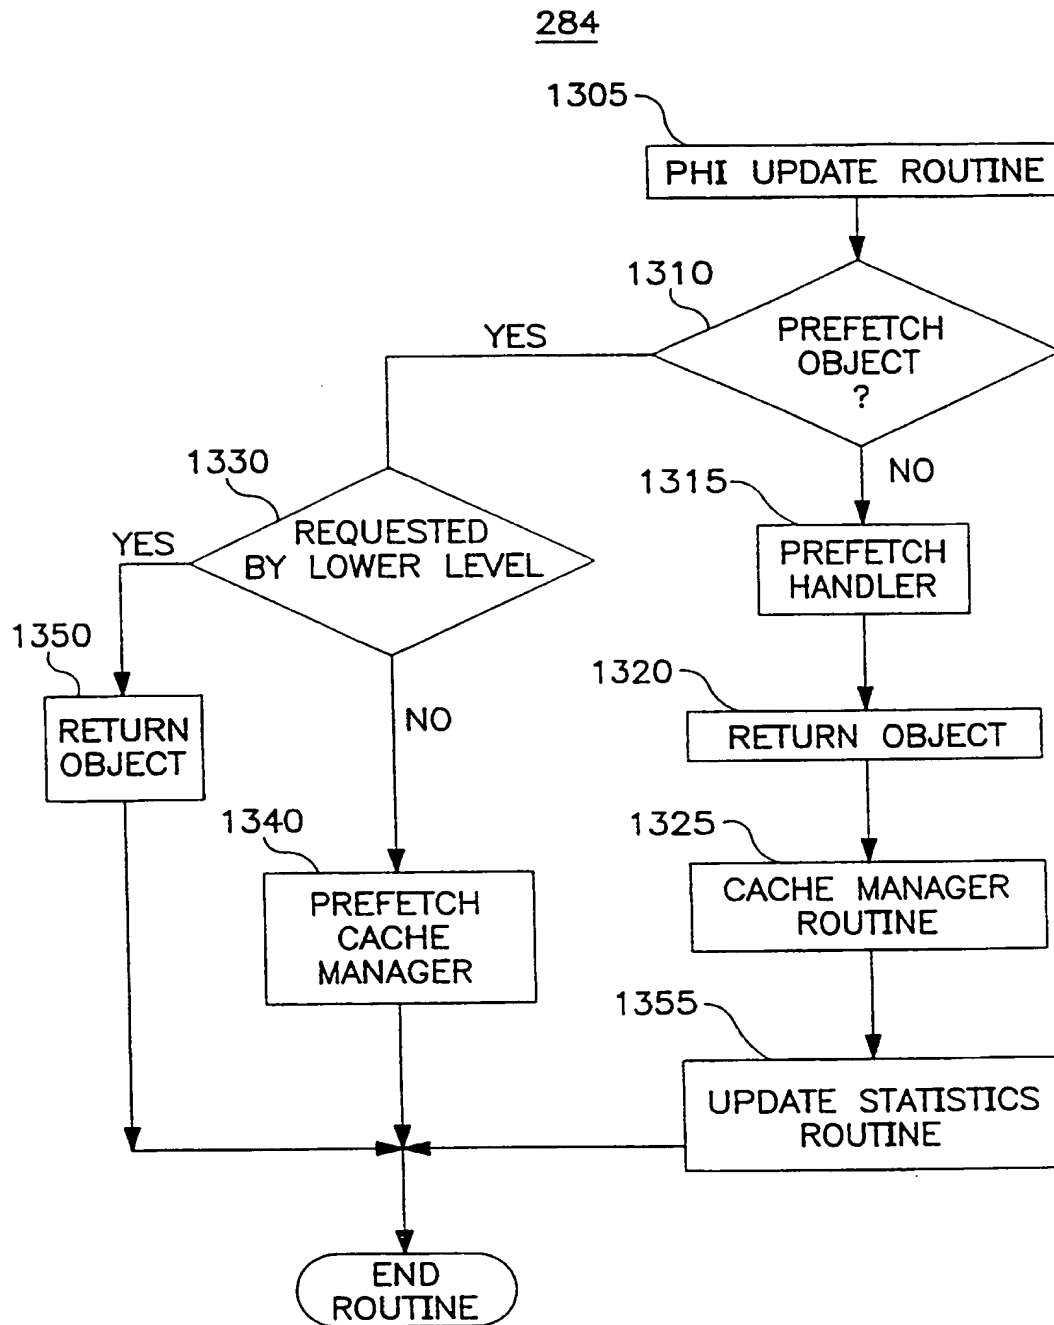 284
1305
PHI UPDATE ROUTINE
1310
PREFETCH
OBJECT
?
YES
NO
1330
REQUESTED
BY LOWER LEVEL
YES
NO
1315
PREFETCH
HANDLER
1350
RETURN
OBJECT
1320
RETURN OBJECT
1340
PREFETCH
CACHE
MANAGER
1325
CACHE MANAGER
ROUTINE
1355
UPDATE STATISTICS
ROUTINE
END
ROUTINE